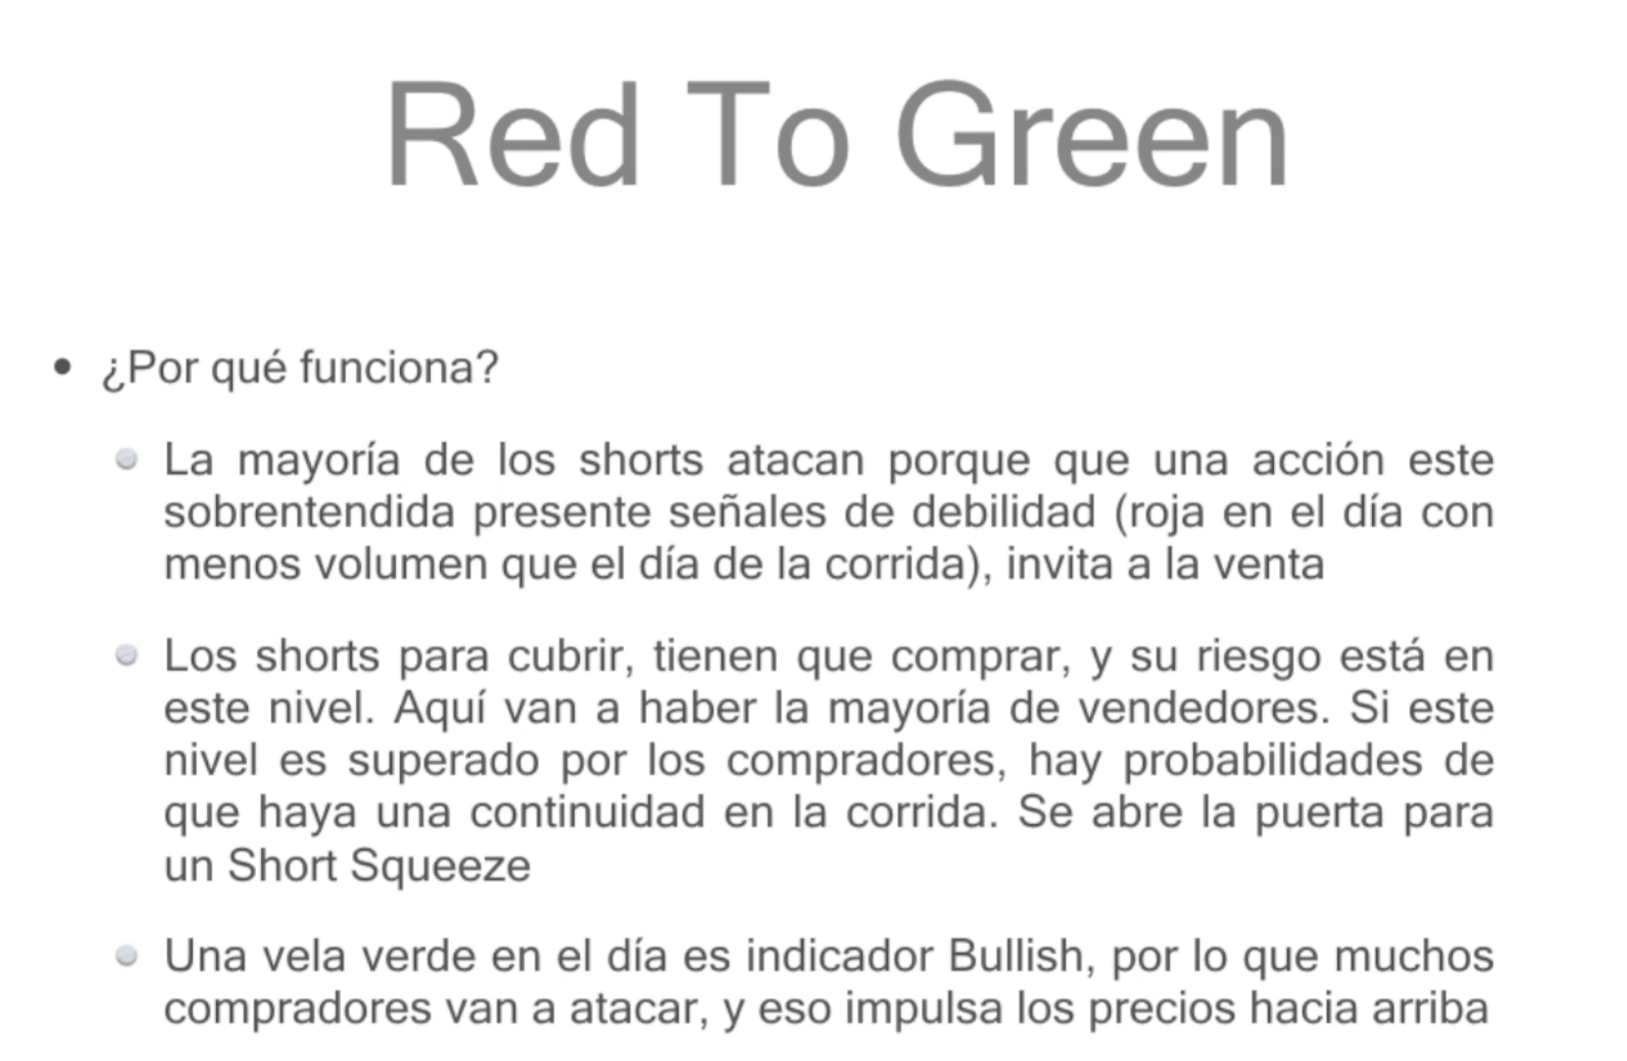 Red To Green
• ¿Por qué funciona?
La mayoría de los shorts atacan porque que una acción este
sobrentendida presente señales de debilidad (roja en el día con
menos volumen que el día de la corrida), invita a la venta
Los shorts para cubrir, tienen que comprar, y su riesgo está en
este nivel. Aquí van a haber la mayoría de vendedores. Si este
nivel es superado por los compradores, hay probabilidades de
que haya una continuidad en la corrida. Se abre la puerta para
un Short Squeeze
Una vela verde en el día es indicador Bullish, por lo que muchos
compradores van a atacar, y eso impulsa los precios hacia arriba